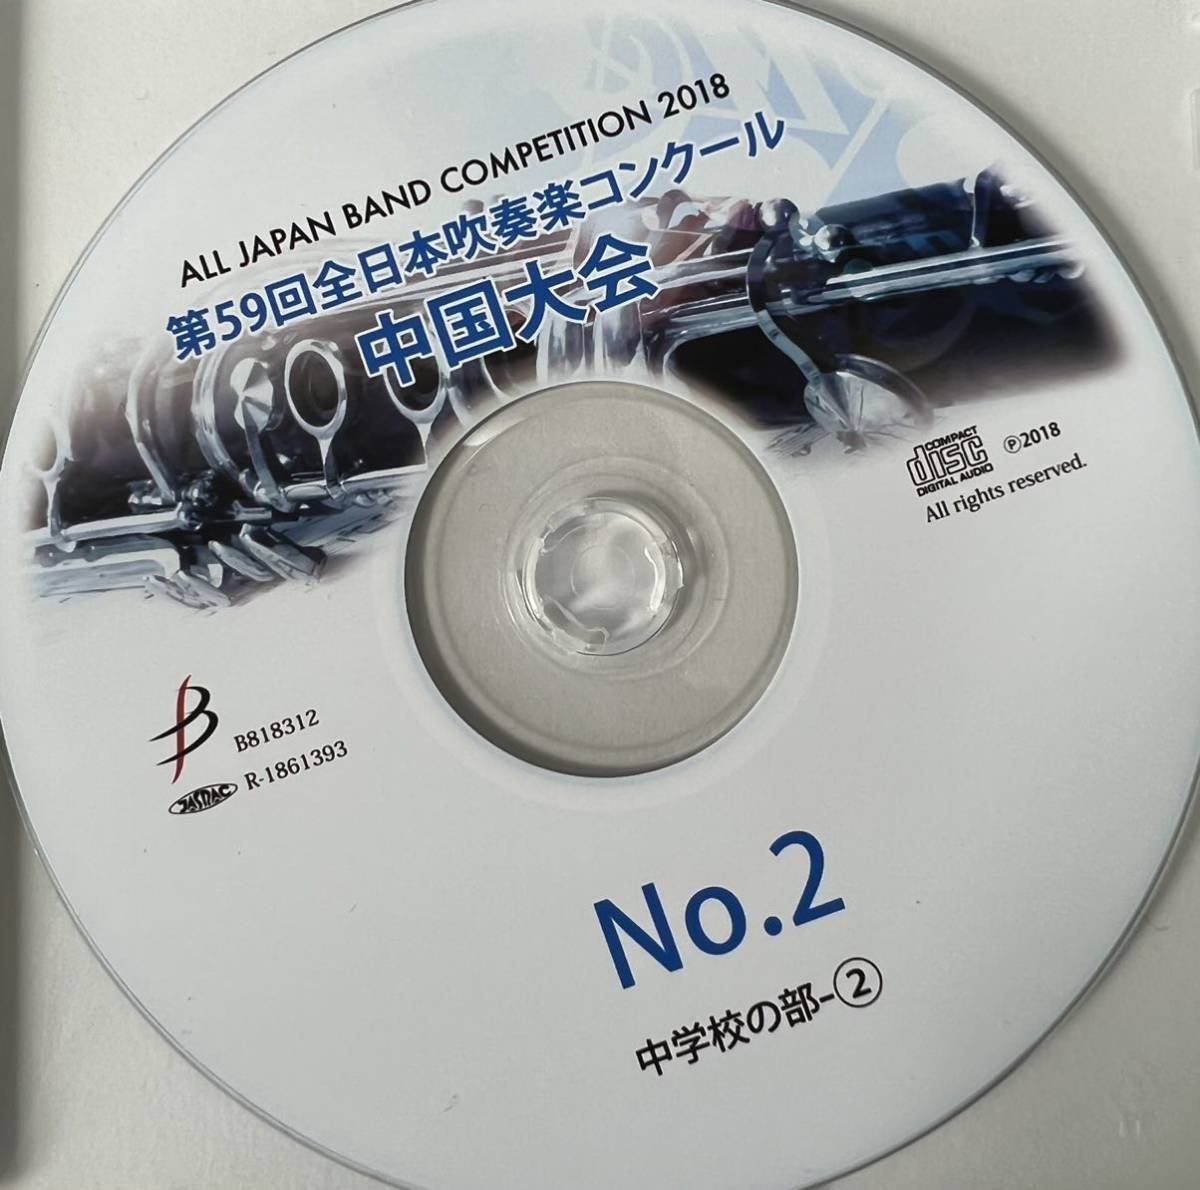 ALL JAPAN BAND COMPETITION 2018
第59回全日本吹奏楽コンクール
中国大会
COMPACT
disc
DIGITAL AUDIO
Ⓟ2018
All rights reserved.
B818312
JASRAC
R-1861393
No.2
中学校の部-②